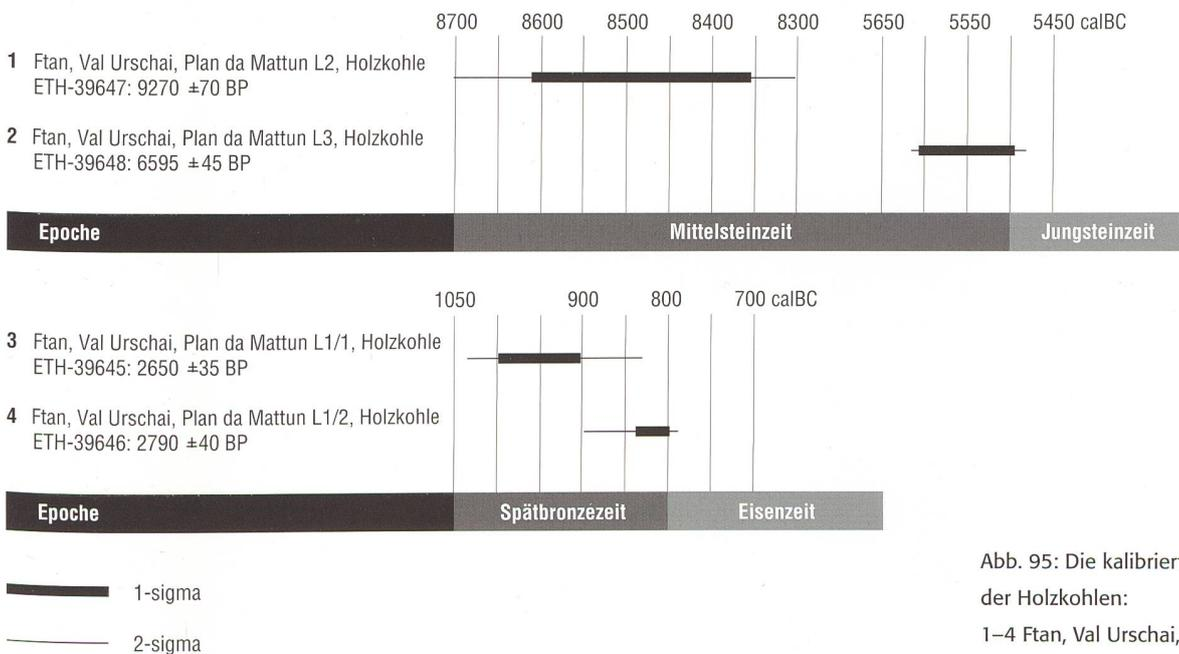 8700 8600 8500 8400 8300 5650 5550 5450 calBC
1 Ftan, Val Urschai, Plan da Mattun L2, Holzkohle
ETH-39647: 9270 ±70 BP
2 Ftan, Val Urschai, Plan da Mattun L3, Holzkohle
ETH-39648: 6595 ±45 BP
Epoche Mittelsteinzeit Jungsteinzeit
1050 900 800 700 calBC
3 Ftan, Val Urschai, Plan da Mattun L1/1, Holzkohle
ETH-39645: 2650 ±35 BP
4 Ftan, Val Urschai, Plan da Mattun L1/2, Holzkohle
ETH-39646: 2790 ±40 BP
Epoche Spätbronzezeit Eisenzeit
1-sigma
2-sigma
Abb. 95: Die kalibriert
der Holzkohlen:
1–4 Ftan, Val Urschai,